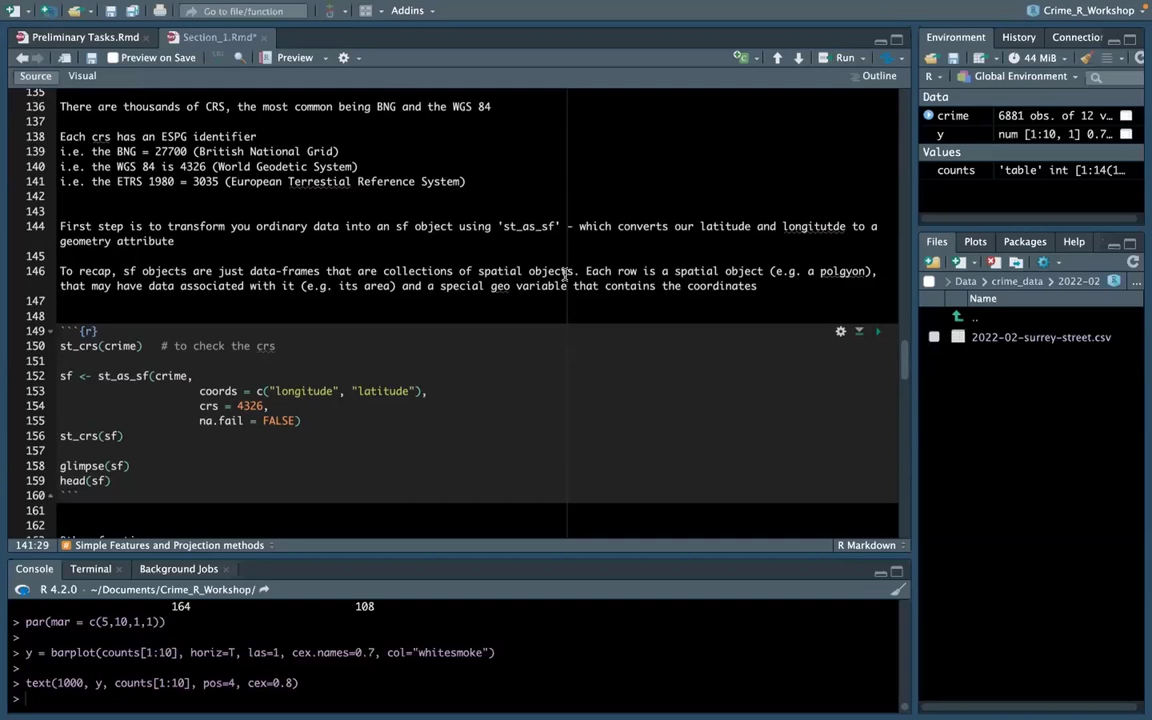 Go to file/function
Addins
Crime_R_Workshop
Preliminary Tasks.Rmd
Section_1.Rmd*
Preview on Save
Preview
Run
Source
Visual
Outline
135
136 There are thousands of CRS, the most common being BNG and the WGS 84
137
138 Each crs has an ESPG identifier
139 i.e. the BNG = 27700 (British National Grid)
140 i.e. the WGS 84 is 4326 (World Geodetic System)
141 i.e. the ETRS 1980 = 3035 (European Terrestial Reference System)
142
143
144 First step is to transform you ordinary data into an sf object using 'st_as_sf' - which converts our latitude and longitutde to a
geometry attribute
145
146 To recap, sf objects are just data-frames that are collections of spatial objects. Each row is a spatial object (e.g. a polgyon),
that may have data associated with it (e.g. its area) and a special geo variable that contains the coordinates
147
148
149 ```{r}
150 st_crs(crime) # to check the crs
151
152 sf <- st_as_sf(crime,
153 coords = c("longitude", "latitude"),
154 crs = 4326,
155 na.fail = FALSE)
156 st_crs(sf)
157
158 glimpse(sf)
159 head(sf)
160 ```
161
162
141:29
Simple Features and Projection methods
R Markdown
Console
Terminal
Background Jobs
R 4.2.0 · ~/Documents/Crime_R_Workshop/
164 108
> par(mar = c(5,10,1,1))
>
> y = barplot(counts[1:10], horiz=T, las=1, cex.names=0.7, col="whitesmoke")
>
> text(1000, y, counts[1:10], pos=4, cex=0.8)
>
Environment
History
Connection
44 MiB
R
Global Environment
Data
crime 6881 obs. of 12 v…
y num [1:10, 1] 0.7…
Values
counts 'table' int [1:14(1…
Files
Plots
Packages
Help
Data
crime_data
2022-02
...
Name
..
2022-02-surrey-street.csv